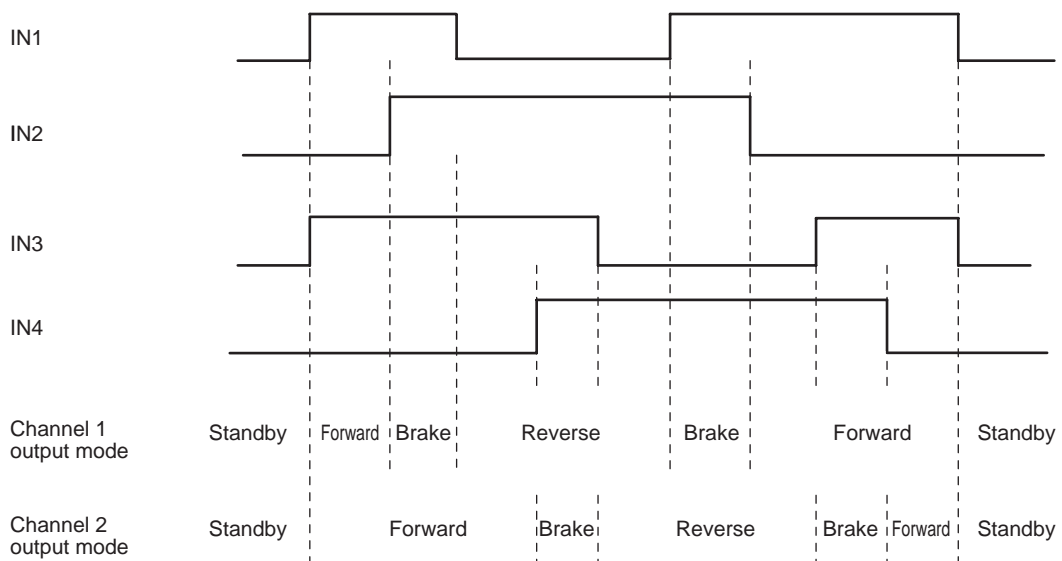 IN1
IN2
IN3
IN4
Channel 1
output mode
Standby Forward Brake Reverse Brake Forward Standby
Channel 2
output mode
Standby Forward Brake Reverse Brake Forward Standby